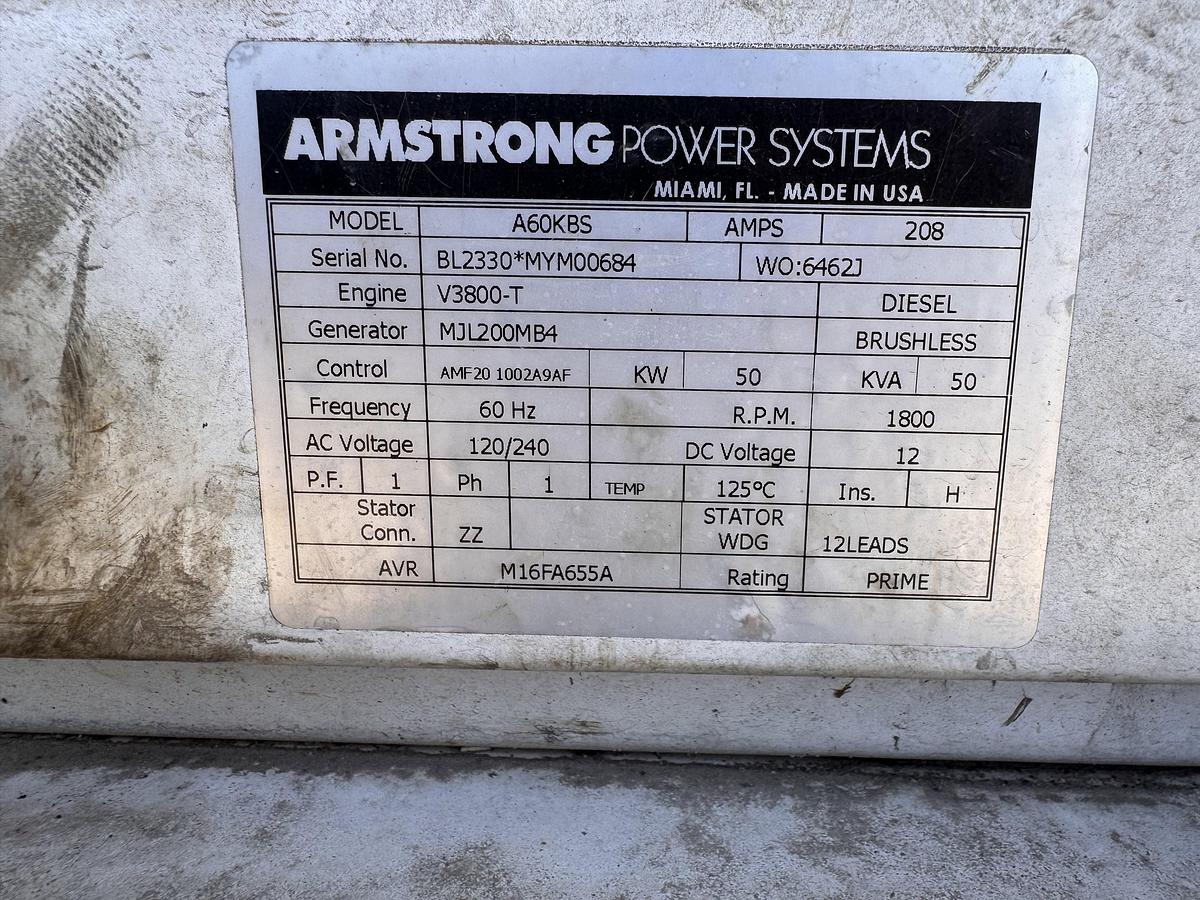 ARMSTRONG POWER SYSTEMS
MIAMI, FL. - MADE IN USA
MODEL A60KBS AMPS 208
Serial No. BL2330*MYM00684 WO:6462J
Engine V3800-T DIESEL
Generator MJL200MB4 BRUSHLESS
Control AMF20 1002A9AF KW 50 KVA 50
Frequency 60 Hz R.P.M. 1800
AC Voltage 120/240 DC Voltage 12
P.F. 1 Ph 1 TEMP 125ºC Ins. H
Stator Conn. ZZ STATOR WDG 12LEADS
AVR M16FA655A Rating PRIME